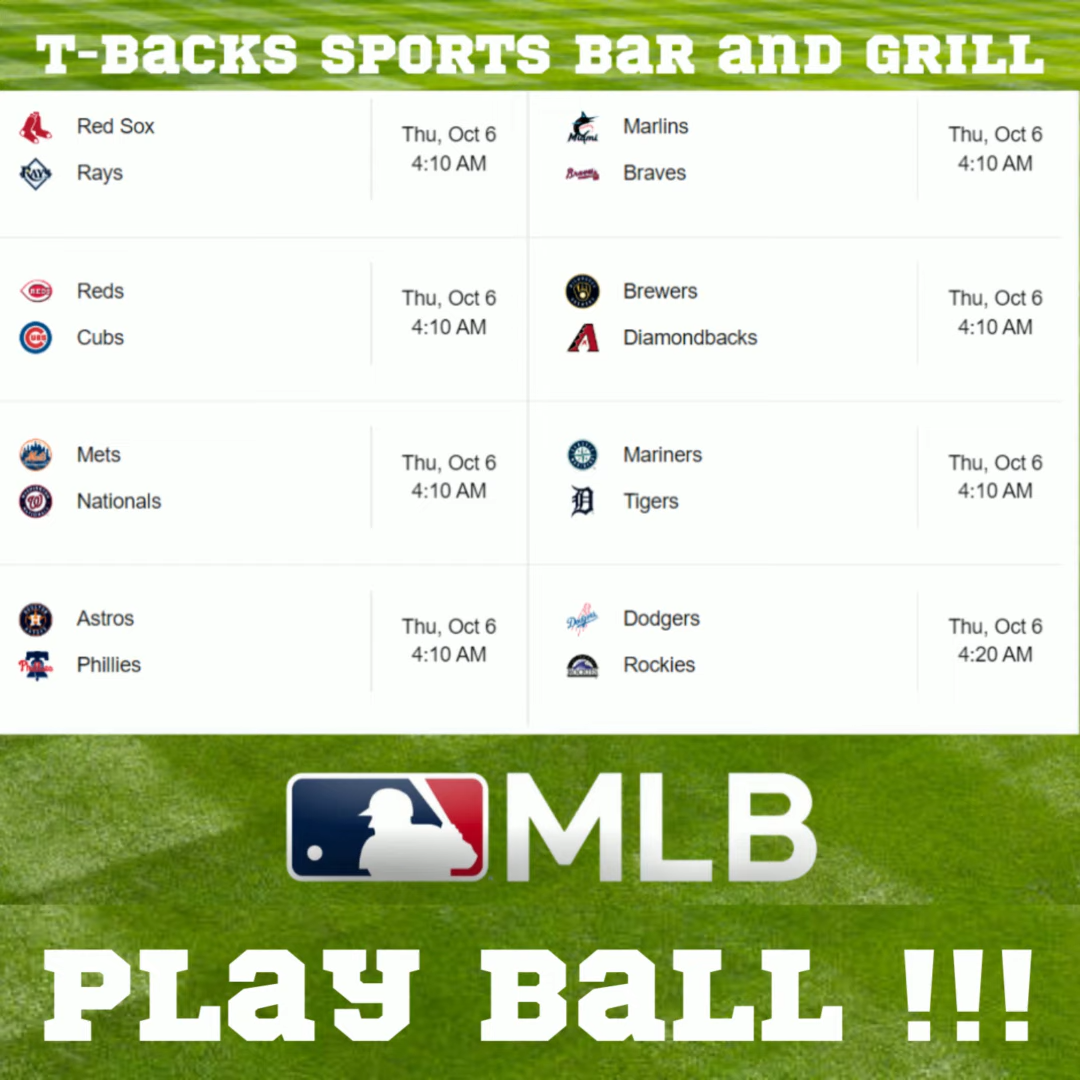 T-BACKS SPORTS BAR AND GRILL
Red Sox
Rays
Thu, Oct 6
4:10 AM
Marlins
Braves
Thu, Oct 6
4:10 AM
Reds
Cubs
Thu, Oct 6
4:10 AM
Brewers
Diamondbacks
Thu, Oct 6
4:10 AM
Mets
Nationals
Thu, Oct 6
4:10 AM
Mariners
Tigers
Thu, Oct 6
4:10 AM
Astros
Phillies
Thu, Oct 6
4:10 AM
Dodgers
Rockies
Thu, Oct 6
4:20 AM
MLB
PLAY BALL !!!